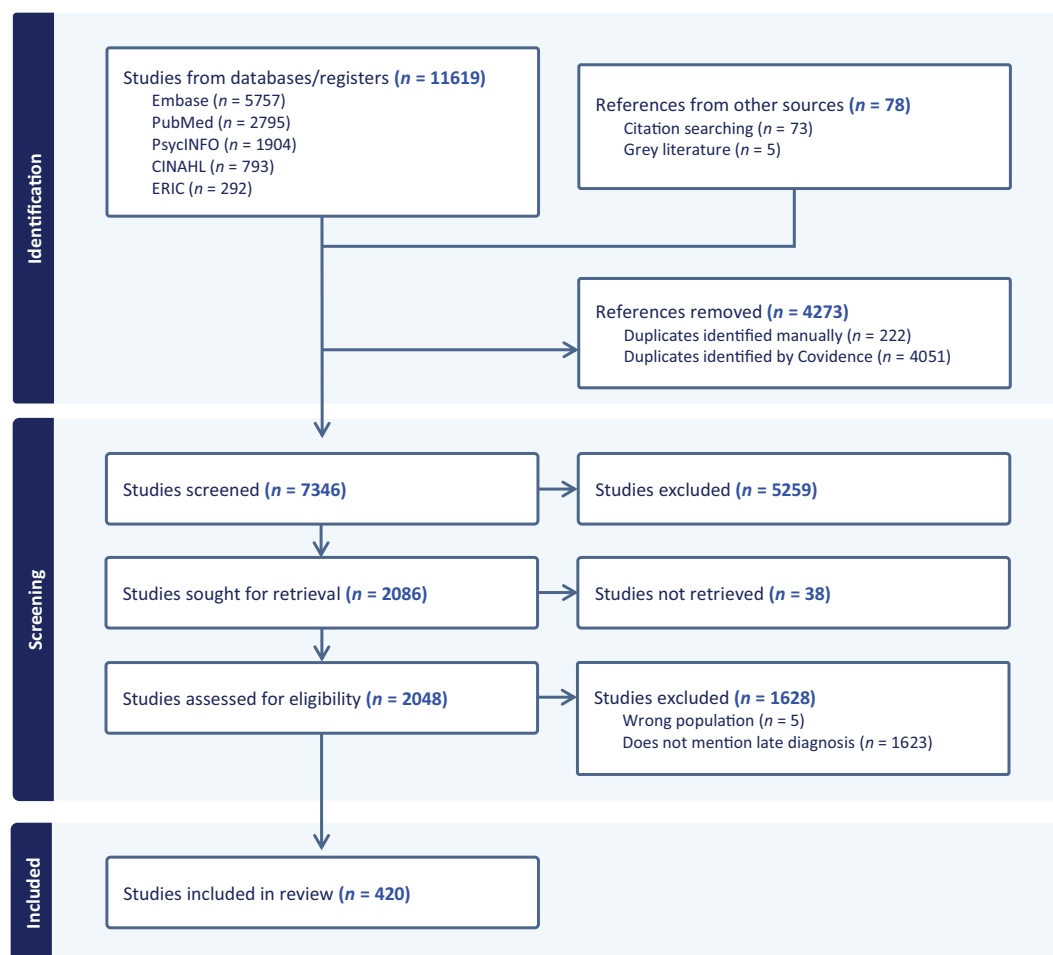 Identification
Studies from databases/registers (n = 11619)
Embase (n = 5757)
PubMed (n = 2795)
PsycINFO (n = 1904)
CINAHL (n = 793)
ERIC (n = 292)
References from other sources (n = 78)
Citation searching (n = 73)
Grey literature (n = 5)
References removed (n = 4273)
Duplicates identified manually (n = 222)
Duplicates identified by Covidence (n = 4051)
Screening
Studies screened (n = 7346)
Studies excluded (n = 5259)
Studies sought for retrieval (n = 2086)
Studies not retrieved (n = 38)
Studies assessed for eligibility (n = 2048)
Studies excluded (n = 1628)
Wrong population (n = 5)
Does not mention late diagnosis (n = 1623)
Included
Studies included in review (n = 420)